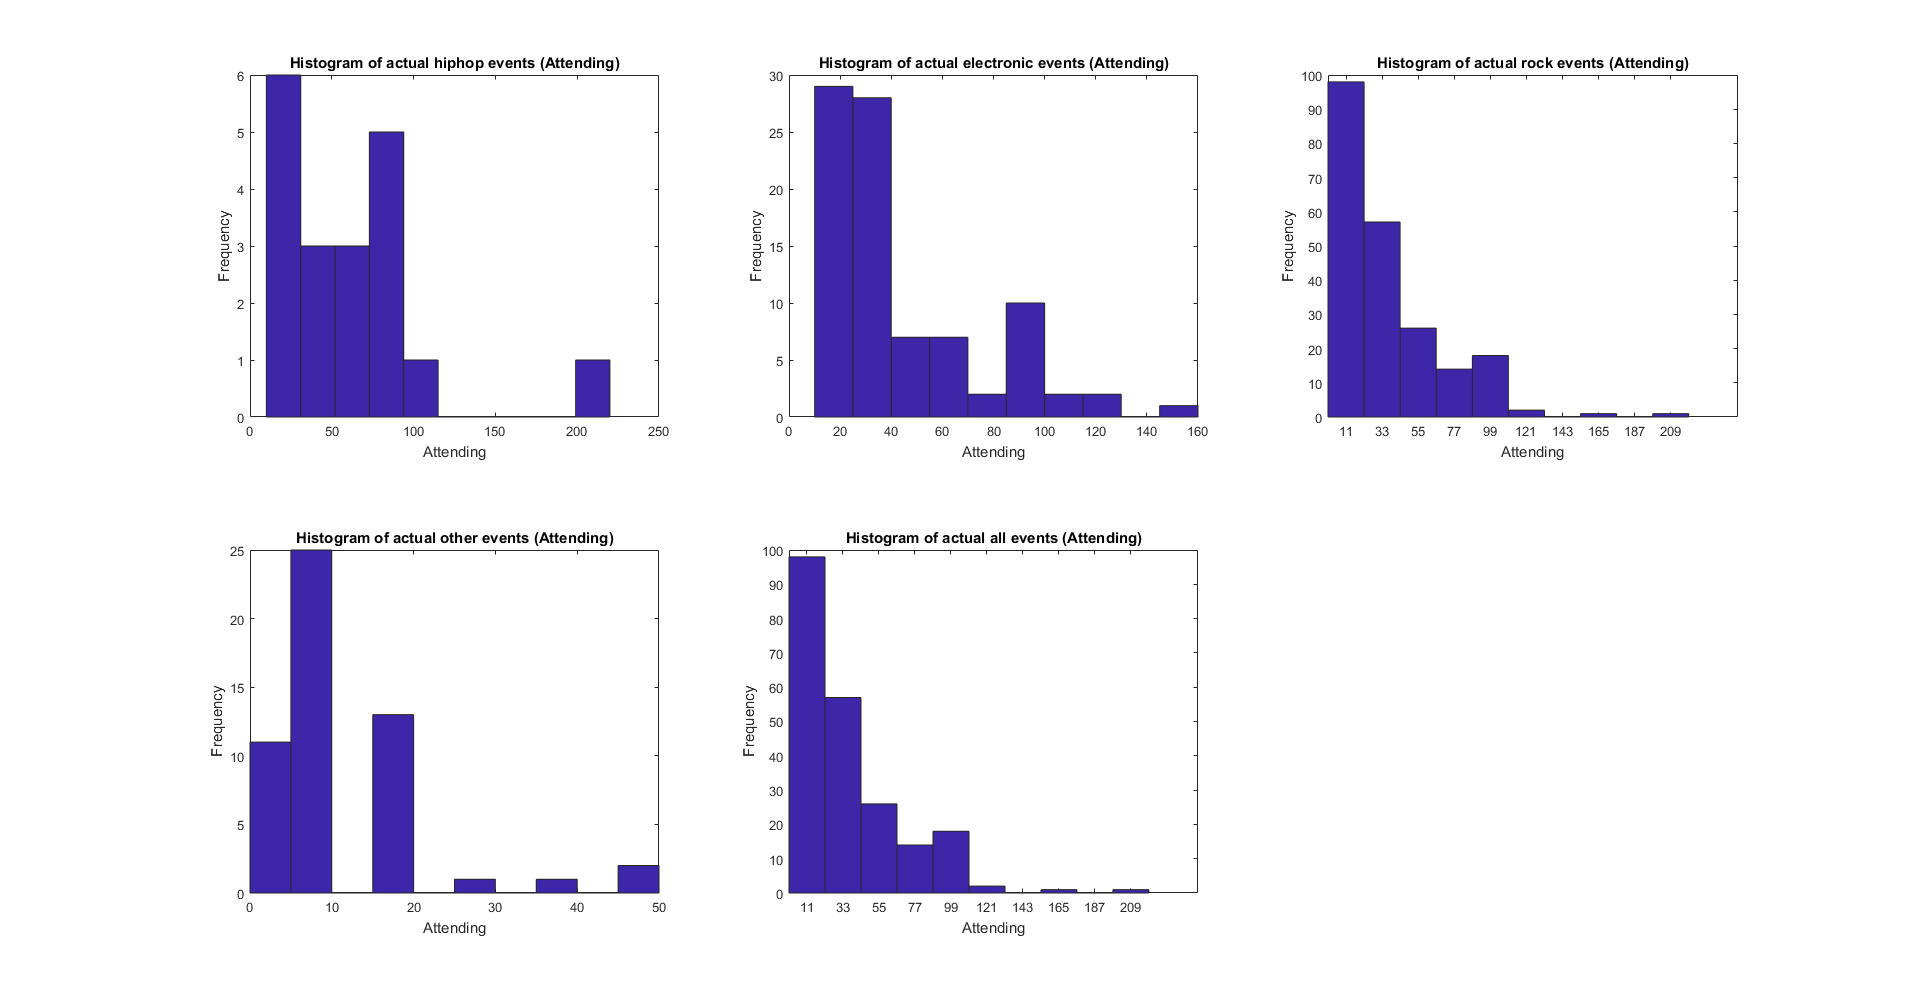 Histogram of actual hiphop events (Attending)
6
5
4
3
2
1
0
Frequency
0 50 100 150 200 250
Attending
Histogram of actual electronic events (Attending)
30
25
20
15
10
5
0
Frequency
0 20 40 60 80 100 120 140 160
Attending
Histogram of actual rock events (Attending)
100
90
80
70
60
50
40
30
20
10
0
Frequency
11 33 55 77 99 121 143 165 187 209
Attending
Histogram of actual other events (Attending)
25
20
15
10
5
0
Frequency
0 10 20 30 40 50
Attending
Histogram of actual all events (Attending)
100
90
80
70
60
50
40
30
20
10
0
Frequency
11 33 55 77 99 121 143 165 187 209
Attending